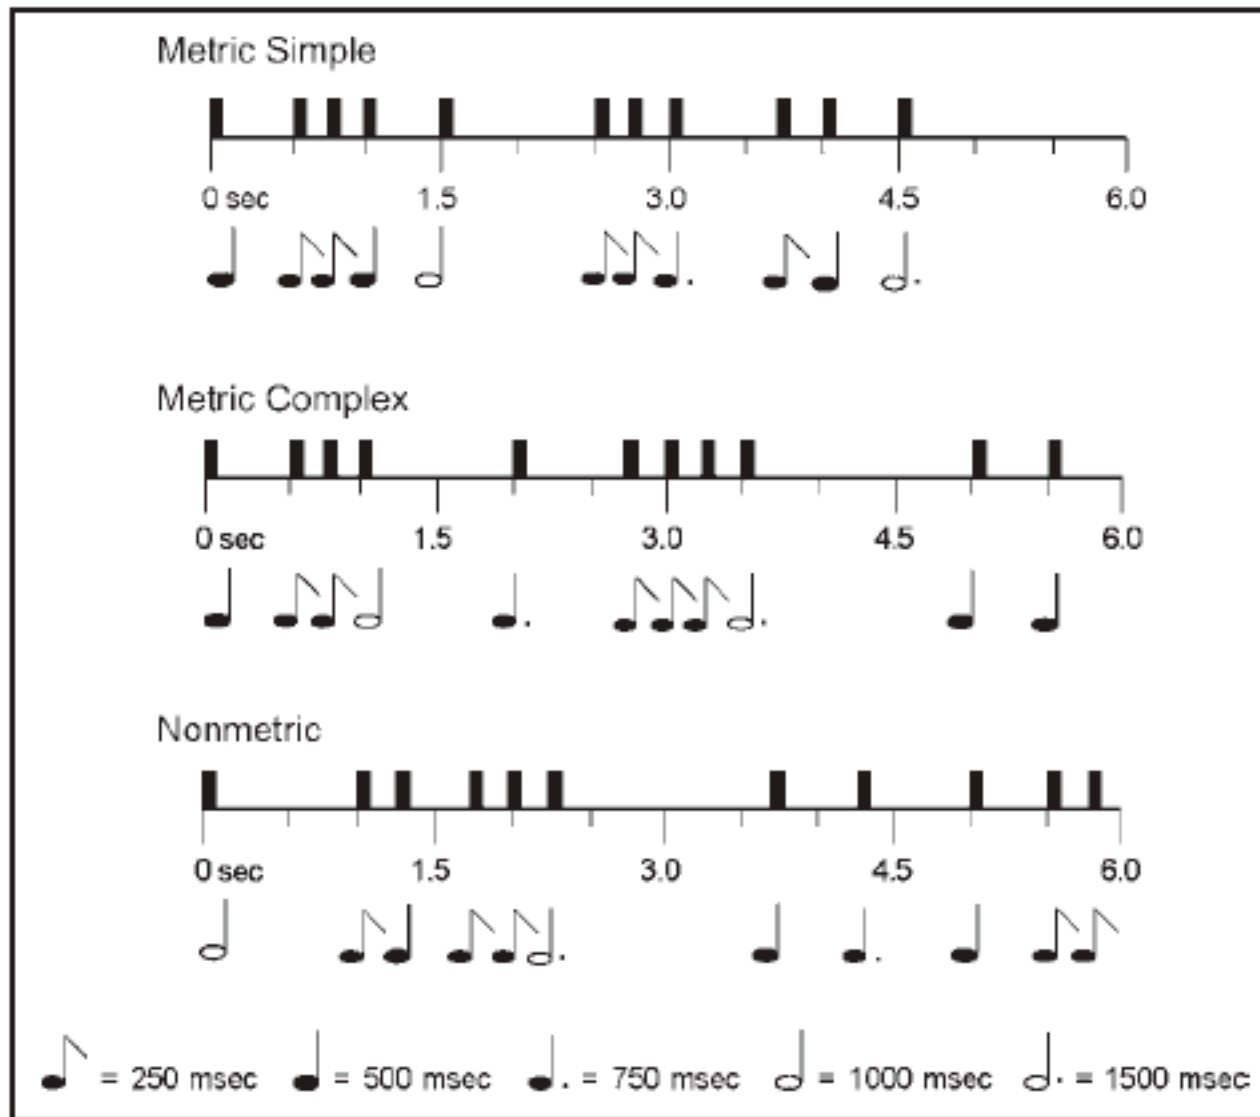 Metric Simple
0 sec 1.5 3.0 4.5 6.0
Metric Complex
0 sec 1.5 3.0 4.5 6.0
Nonmetric
0 sec 1.5 3.0 4.5 6.0
= 250 msec = 500 msec = 750 msec = 1000 msec = 1500 msec